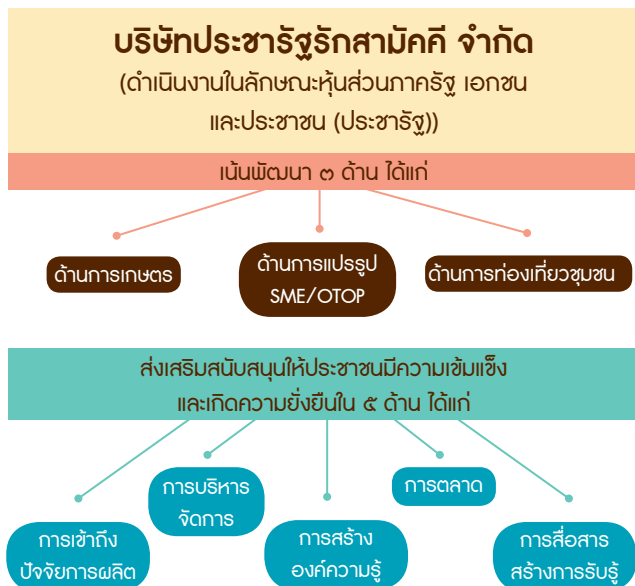 บริษัทประชารัฐรักสามัคคี จำกัด
(ดำเนินงานในลักษณะหุ้นส่วนภาครัฐ เอกชน
และประชาชน (ประชารัฐ))
เน้นพัฒนา ๓ ด้าน ได้แก่
ด้านการเกษตร
ด้านการแปรรูป
SME/OTOP
ด้านการท่องเที่ยวชุมชน
ส่งเสริมสนับสนุนให้ประชาชนมีความเข้มแข็ง
และเกิดความยั่งยืนใน ๕ ด้าน ได้แก่
การเข้าถึง
ปัจจัยการผลิต
การบริหาร
จัดการ
การสร้าง
องค์ความรู้
การตลาด
การสื่อสาร
สร้างการรับรู้